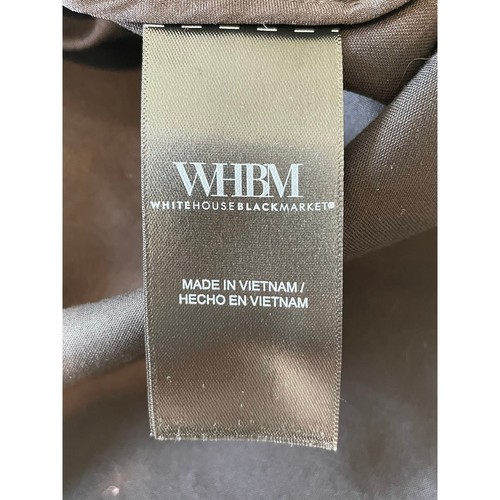 WHBM
WHITEHOUSEBLACKMARKET®
MADE IN VIETNAM /
HECHO EN VIETNAM